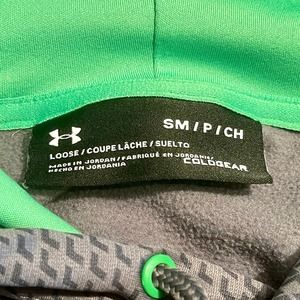 SM / P / CH
LOOSE / COUPE LÂCHE / SUELTO
MADE IN JORDAN / FABRIQUÉ EN JORDANIE/
HECHO EN JORDANIA
COLDGEAR